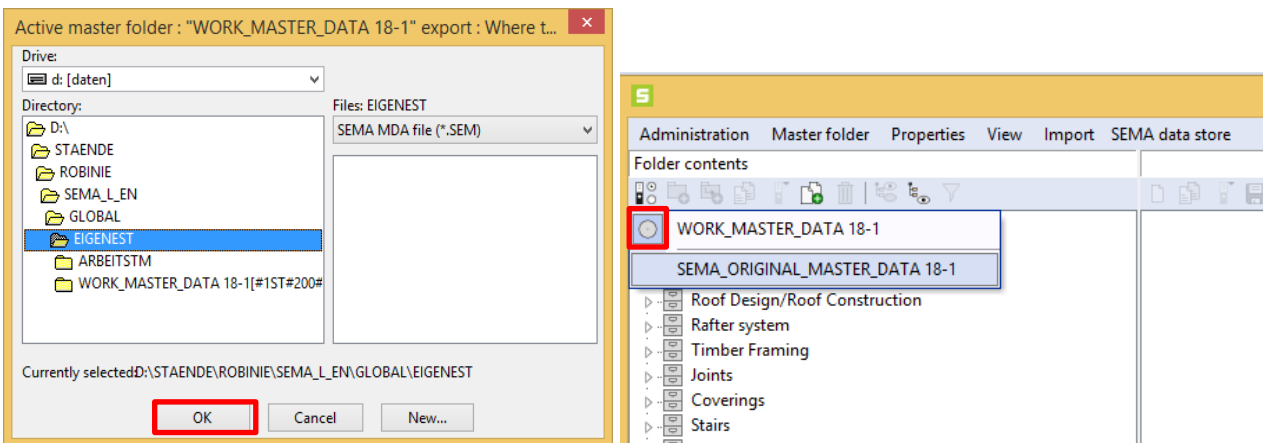 Active master folder : "WORK_MASTER_DATA 18-1" export : Where t...
Drive:
d: [daten]
Directory:
Files: EIGENEST
D:\
SEMA MDA file (*.SEM)
STAENDE
ROBINIE
SEMA_L_EN
GLOBAL
EIGENEST
ARBEITSTM
WORK_MASTER_DATA 18-1[#1ST#200#
Currently selected:D:\STAENDE\ROBINIE\SEMA_L_EN\GLOBAL\EIGENEST
OK
Cancel
New...
S
Administration Master folder Properties View Import SEMA data store
Folder contents
WORK_MASTER_DATA 18-1
SEMA_ORIGINAL_MASTER_DATA 18-1
Roof Design/Roof Construction
Rafter system
Timber Framing
Joints
Coverings
Stairs